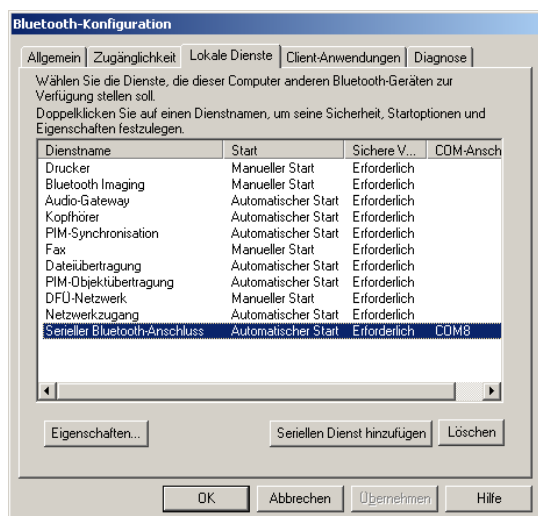 Bluetooth-Konfiguration
Allgemein Zugänglichkeit Lokale Dienste Client-Anwendungen Diagnose
Wählen Sie die Dienste, die dieser Computer anderen Bluetooth-Geräten zur
Verfügung stellen soll.
Doppelklicken Sie auf einen Dienstnamen, um seine Sicherheit, Startoptionen und
Eigenschaften festzulegen.
Dienstname Start Sichere V... COM-Ansch
Drucker Manueller Start Erforderlich
Bluetooth Imaging Manueller Start Erforderlich
Audio-Gateway Automatischer Start Erforderlich
Kopfhörer Automatischer Start Erforderlich
PIM-Synchronisation Automatischer Start Erforderlich
Fax Manueller Start Erforderlich
Dateiübertragung Automatischer Start Erforderlich
PIM-Objektübertragung Automatischer Start Erforderlich
DFÜ-Netzwerk Manueller Start Erforderlich
Netzwerkzugang Automatischer Start Erforderlich
Serieller Bluetooth-Anschluss Automatischer Start Erforderlich COM8
Eigenschaften... Seriellen Dienst hinzufügen Löschen
OK Abbrechen Übernehmen Hilfe